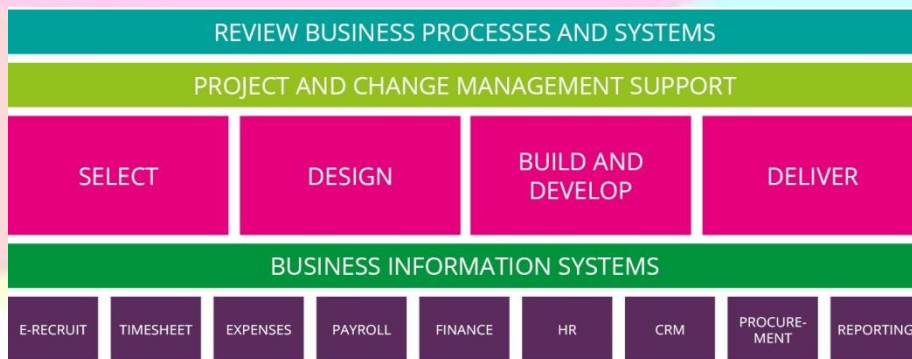 REVIEW BUSINESS PROCESSES AND SYSTEMS
PROJECT AND CHANGE MANAGEMENT SUPPORT
SELECT
DESIGN
BUILD AND
DEVELOP
DELIVER
BUSINESS INFORMATION SYSTEMS
E-RECRUIT
TIMESHEET
EXPENSES
PAYROLL
FINANCE
HR
CRM
PROCURE-
MENT
REPORTING